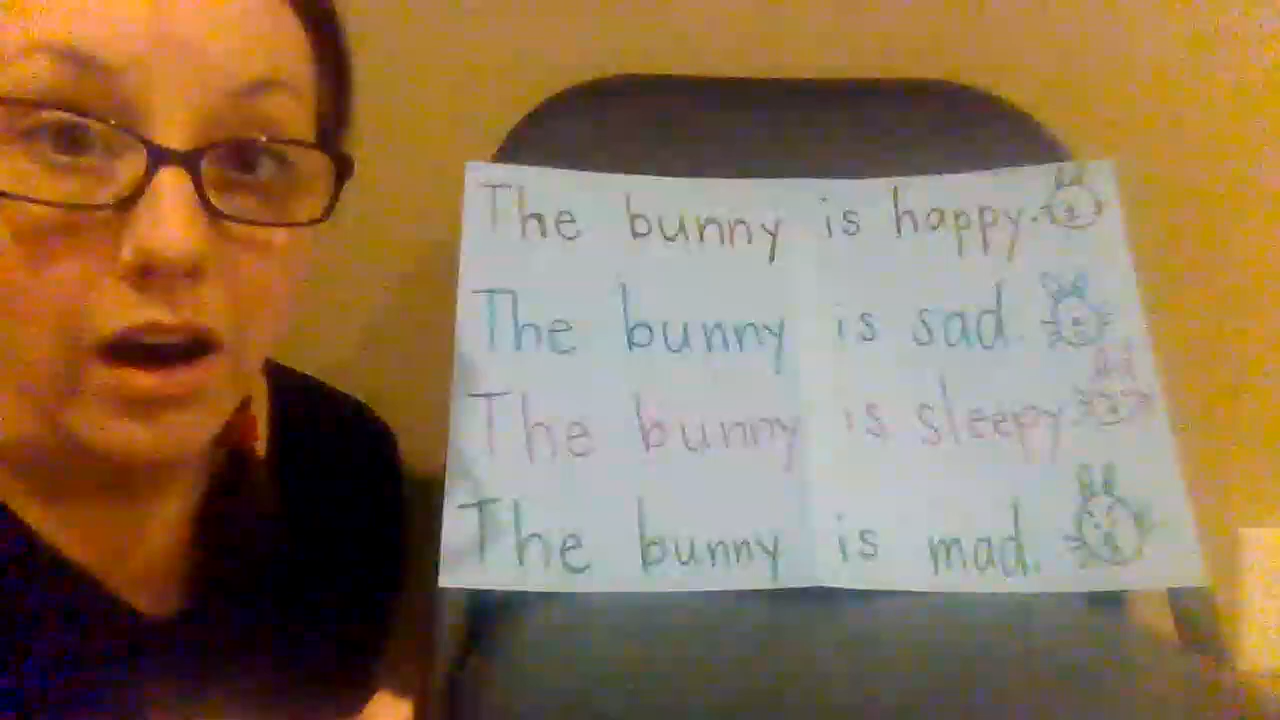 The bunny is happy.
The bunny is sad.
The bunny is sleepy.
The bunny is mad.